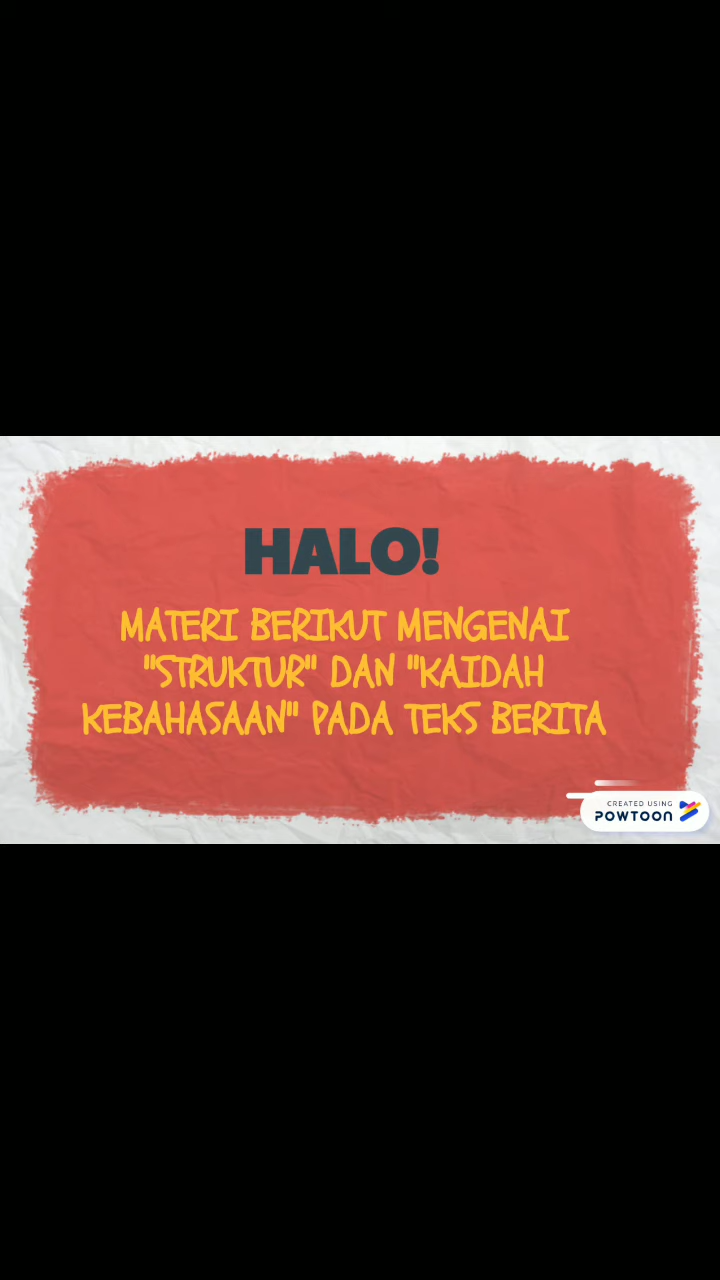 HALO!
MATERI BERIKUT MENGENAI
"STRUKTUR" DAN "KAIDAH
KEBAHASAAN" PADA TEKS BERITA
CREATED USING
POWTOON